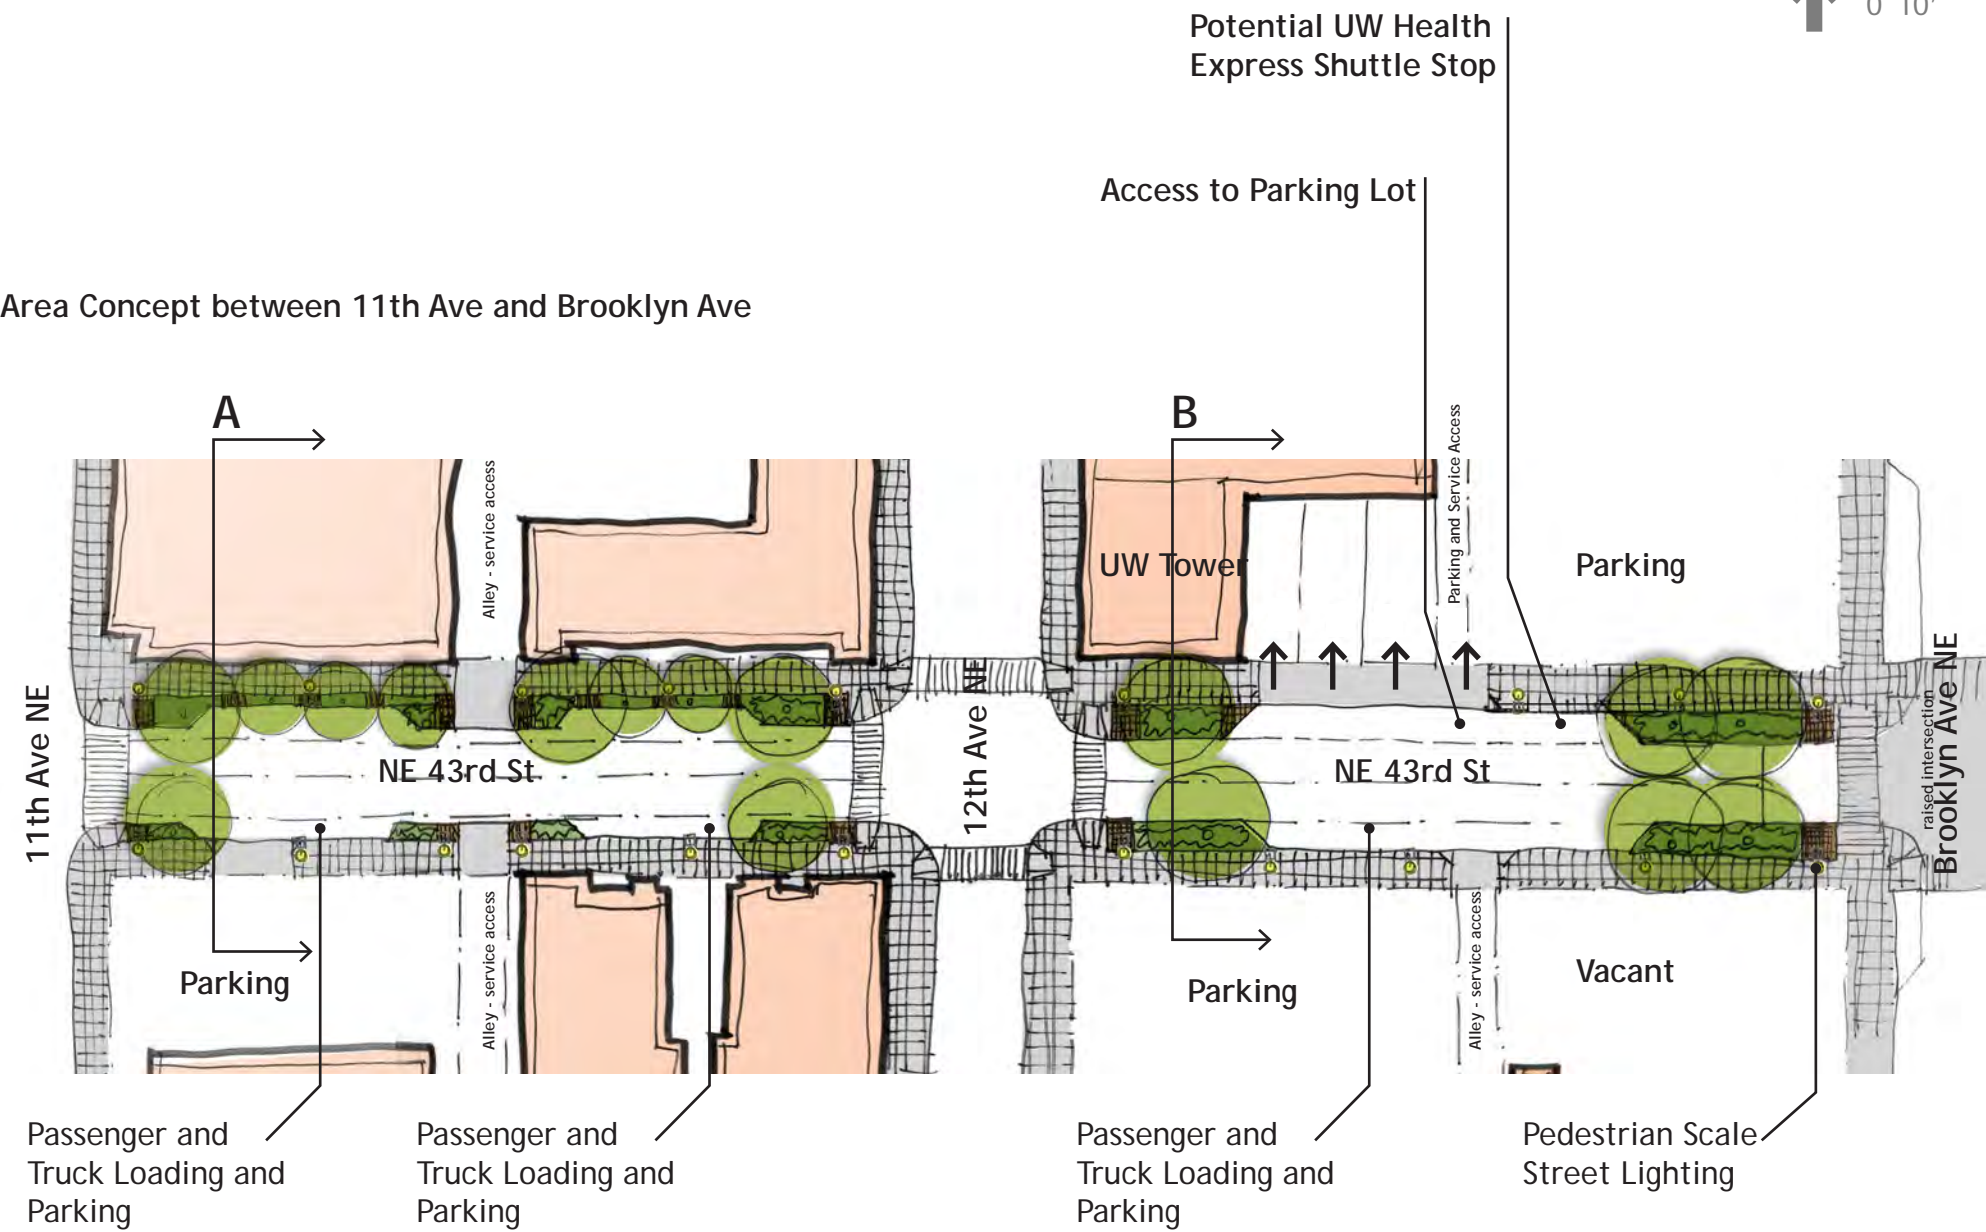 0 10'
Potential UW Health
Express Shuttle Stop
Access to Parking Lot
Area Concept between 11th Ave and Brooklyn Ave
A
B
Alley - service access
Parking and Service Access
UW Tower
Parking
11th Ave NE
NE 43rd St
12th Ave NE
NE 43rd St
raised intersection
Brooklyn Ave NE
Parking
Alley - service access
Parking
Alley - service access
Vacant
Passenger and
Truck Loading and
Parking
Passenger and
Truck Loading and
Parking
Passenger and
Truck Loading and
Parking
Pedestrian Scale
Street Lighting